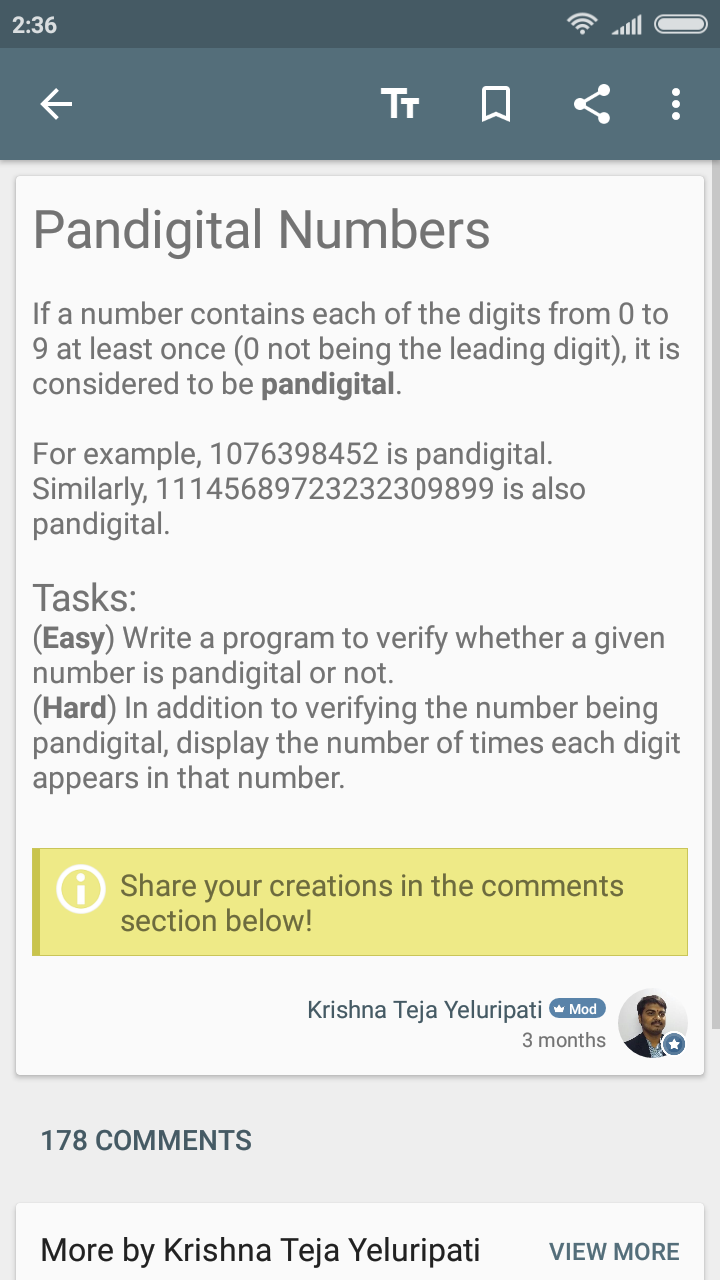 2:36
Pandigital Numbers
If a number contains each of the digits from 0 to
9 at least once (0 not being the leading digit), it is
considered to be pandigital.
For example, 1076398452 is pandigital.
Similarly, 11145689723232309899 is also
pandigital.
Tasks:
(Easy) Write a program to verify whether a given
number is pandigital or not.
(Hard) In addition to verifying the number being
pandigital, display the number of times each digit
appears in that number.
Share your creations in the comments
section below!
Krishna Teja Yeluripati Mod
3 months
178 COMMENTS
More by Krishna Teja Yeluripati VIEW MORE